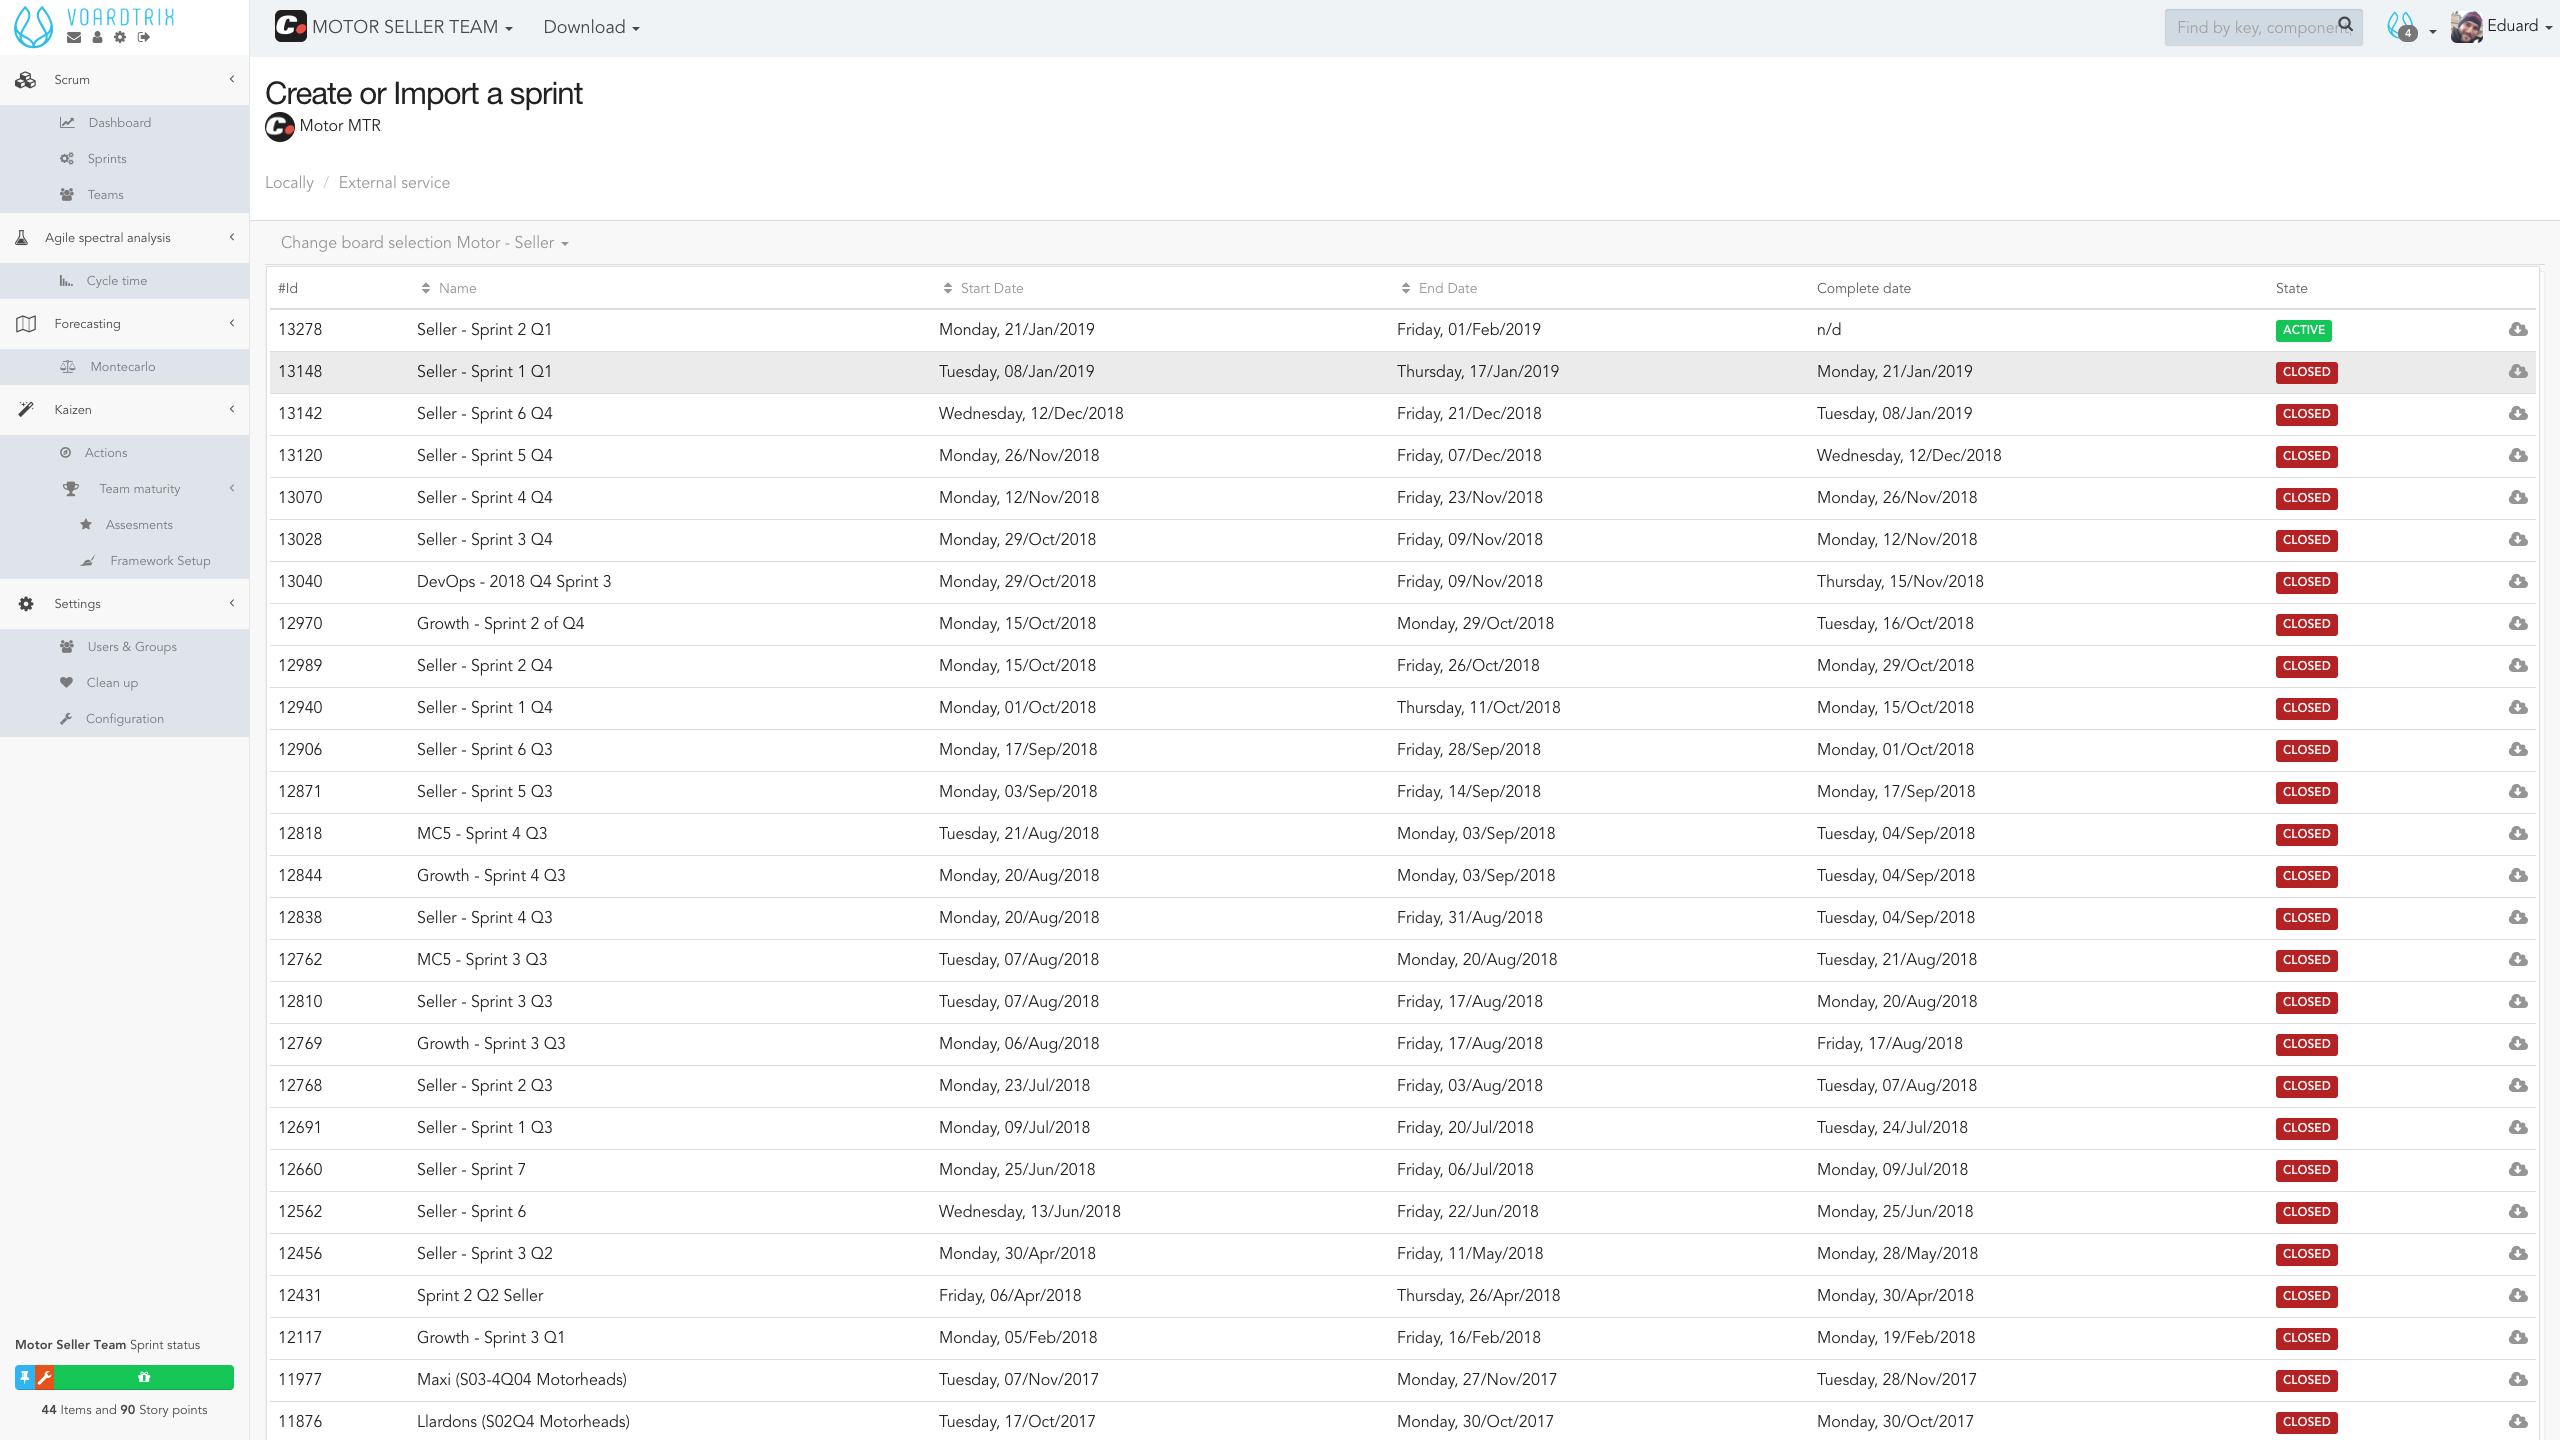 VOARDTRIX
MOTOR SELLER TEAM
Download
Find by key, component,
4
Eduard
Scrum
Dashboard
Sprints
Teams
Agile spectral analysis
Cycle time
Forecasting
Montecarlo
Kaizen
Actions
Team maturity
Assesments
Framework Setup
Settings
Users & Groups
Clean up
Configuration
Motor Seller Team Sprint status
44 Items and 90 Story points
Create or Import a sprint
Motor MTR
Locally / External service
Change board selection Motor - Seller
#Id Name Start Date End Date Complete date State
13278 Seller - Sprint 2 Q1 Monday, 21/Jan/2019 Friday, 01/Feb/2019 n/d ACTIVE
13148 Seller - Sprint 1 Q1 Tuesday, 08/Jan/2019 Thursday, 17/Jan/2019 Monday, 21/Jan/2019 CLOSED
13142 Seller - Sprint 6 Q4 Wednesday, 12/Dec/2018 Friday, 21/Dec/2018 Tuesday, 08/Jan/2019 CLOSED
13120 Seller - Sprint 5 Q4 Monday, 26/Nov/2018 Friday, 07/Dec/2018 Wednesday, 12/Dec/2018 CLOSED
13070 Seller - Sprint 4 Q4 Monday, 12/Nov/2018 Friday, 23/Nov/2018 Monday, 26/Nov/2018 CLOSED
13028 Seller - Sprint 3 Q4 Monday, 29/Oct/2018 Friday, 09/Nov/2018 Monday, 12/Nov/2018 CLOSED
13040 DevOps - 2018 Q4 Sprint 3 Monday, 29/Oct/2018 Friday, 09/Nov/2018 Thursday, 15/Nov/2018 CLOSED
12970 Growth - Sprint 2 of Q4 Monday, 15/Oct/2018 Monday, 29/Oct/2018 Tuesday, 16/Oct/2018 CLOSED
12989 Seller - Sprint 2 Q4 Monday, 15/Oct/2018 Friday, 26/Oct/2018 Monday, 29/Oct/2018 CLOSED
12940 Seller - Sprint 1 Q4 Monday, 01/Oct/2018 Thursday, 11/Oct/2018 Monday, 15/Oct/2018 CLOSED
12906 Seller - Sprint 6 Q3 Monday, 17/Sep/2018 Friday, 28/Sep/2018 Monday, 01/Oct/2018 CLOSED
12871 Seller - Sprint 5 Q3 Monday, 03/Sep/2018 Friday, 14/Sep/2018 Monday, 17/Sep/2018 CLOSED
12818 MC5 - Sprint 4 Q3 Tuesday, 21/Aug/2018 Monday, 03/Sep/2018 Tuesday, 04/Sep/2018 CLOSED
12844 Growth - Sprint 4 Q3 Monday, 20/Aug/2018 Monday, 03/Sep/2018 Tuesday, 04/Sep/2018 CLOSED
12838 Seller - Sprint 4 Q3 Monday, 20/Aug/2018 Friday, 31/Aug/2018 Tuesday, 04/Sep/2018 CLOSED
12762 MC5 - Sprint 3 Q3 Tuesday, 07/Aug/2018 Monday, 20/Aug/2018 Tuesday, 21/Aug/2018 CLOSED
12810 Seller - Sprint 3 Q3 Tuesday, 07/Aug/2018 Friday, 17/Aug/2018 Monday, 20/Aug/2018 CLOSED
12769 Growth - Sprint 3 Q3 Monday, 06/Aug/2018 Friday, 17/Aug/2018 Friday, 17/Aug/2018 CLOSED
12768 Seller - Sprint 2 Q3 Monday, 23/Jul/2018 Friday, 03/Aug/2018 Tuesday, 07/Aug/2018 CLOSED
12691 Seller - Sprint 1 Q3 Monday, 09/Jul/2018 Friday, 20/Jul/2018 Tuesday, 24/Jul/2018 CLOSED
12660 Seller - Sprint 7 Monday, 25/Jun/2018 Friday, 06/Jul/2018 Monday, 09/Jul/2018 CLOSED
12562 Seller - Sprint 6 Wednesday, 13/Jun/2018 Friday, 22/Jun/2018 Monday, 25/Jun/2018 CLOSED
12456 Seller - Sprint 3 Q2 Monday, 30/Apr/2018 Friday, 11/May/2018 Monday, 28/May/2018 CLOSED
12431 Sprint 2 Q2 Seller Friday, 06/Apr/2018 Thursday, 26/Apr/2018 Monday, 30/Apr/2018 CLOSED
12117 Growth - Sprint 3 Q1 Monday, 05/Feb/2018 Friday, 16/Feb/2018 Monday, 19/Feb/2018 CLOSED
11977 Maxi (S03-4Q04 Motorheads) Tuesday, 07/Nov/2017 Monday, 27/Nov/2017 Tuesday, 28/Nov/2017 CLOSED
11876 Llardons (S02Q4 Motorheads) Tuesday, 17/Oct/2017 Monday, 30/Oct/2017 Monday, 30/Oct/2017 CLOSED